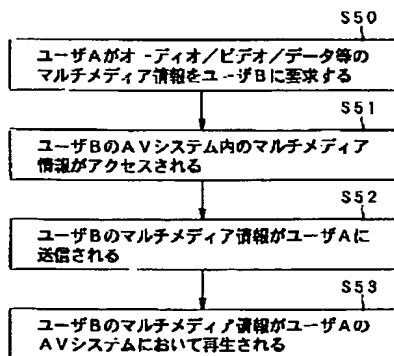 S50
ユーザAがオーディオ/ビデオ/データ等の
マルチメディア情報をユーザBに要求する
S51
ユーザBのAVシステム内のマルチメディア
情報がアクセスされる
S52
ユーザBのマルチメディア情報がユーザAに
送信される
S53
ユーザBのマルチメディア情報がユーザAの
AVシステムにおいて再生される